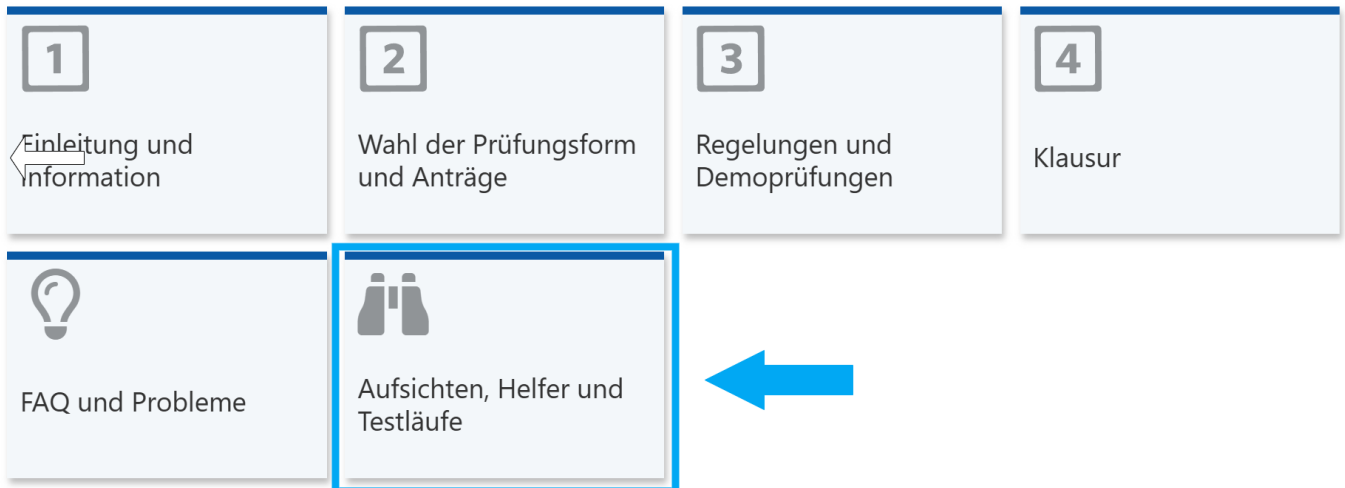 1
2
3
4
Einleitung und
Information
Wahl der Prüfungsform
und Anträge
Regelungen und
Demoprüfungen
Klausur
FAQ und Probleme
Aufsichten, Helfer und
Testläufe